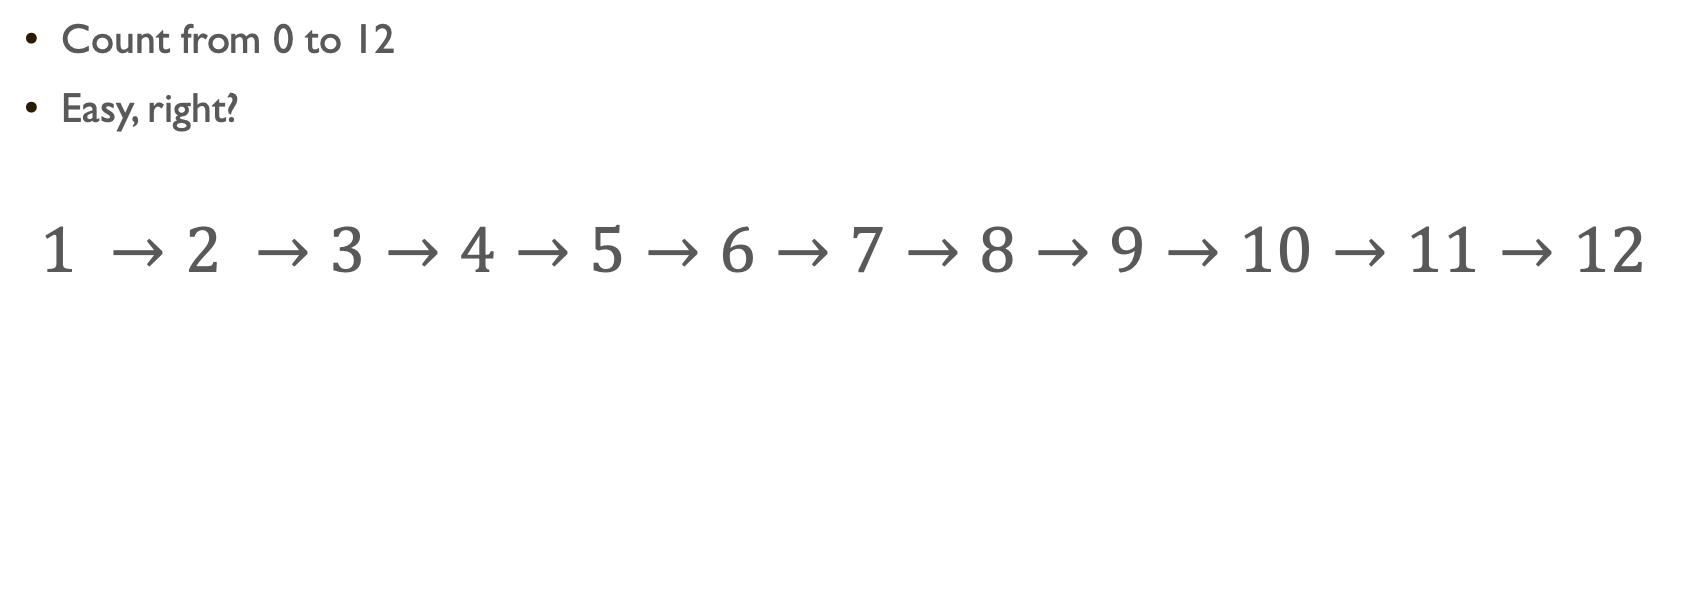 • Count from 0 to 12
• Easy, right?
1 → 2 → 3 → 4 → 5 → 6 → 7 → 8 → 9 → 10 → 11 → 12